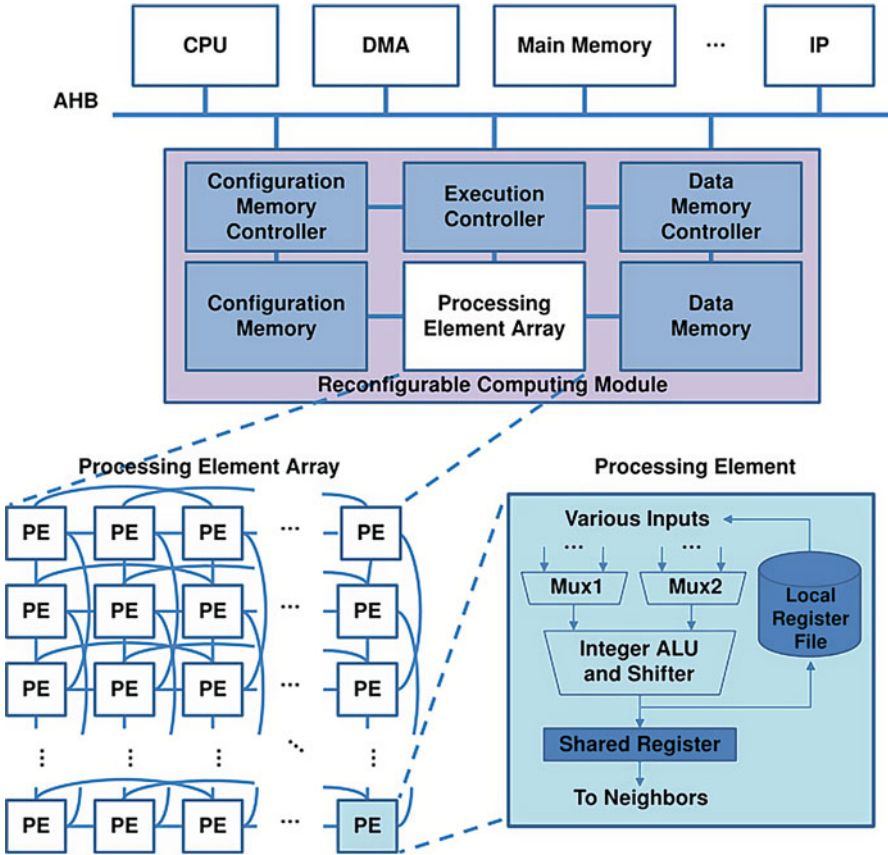 CPU
DMA
Main Memory
...
IP
AHB
Configuration
Memory
Controller
Execution
Controller
Data
Memory
Controller
Configuration
Memory
Processing
Element Array
Data
Memory
Reconfigurable Computing Module
Processing Element Array
Processing Element
PE PE PE ... PE
PE PE PE ... PE
PE PE PE ... PE
PE PE PE ... PE
Various Inputs
... ...
Mux1
Mux2
Local
Register
File
Integer ALU
and Shifter
Shared Register
To Neighbors